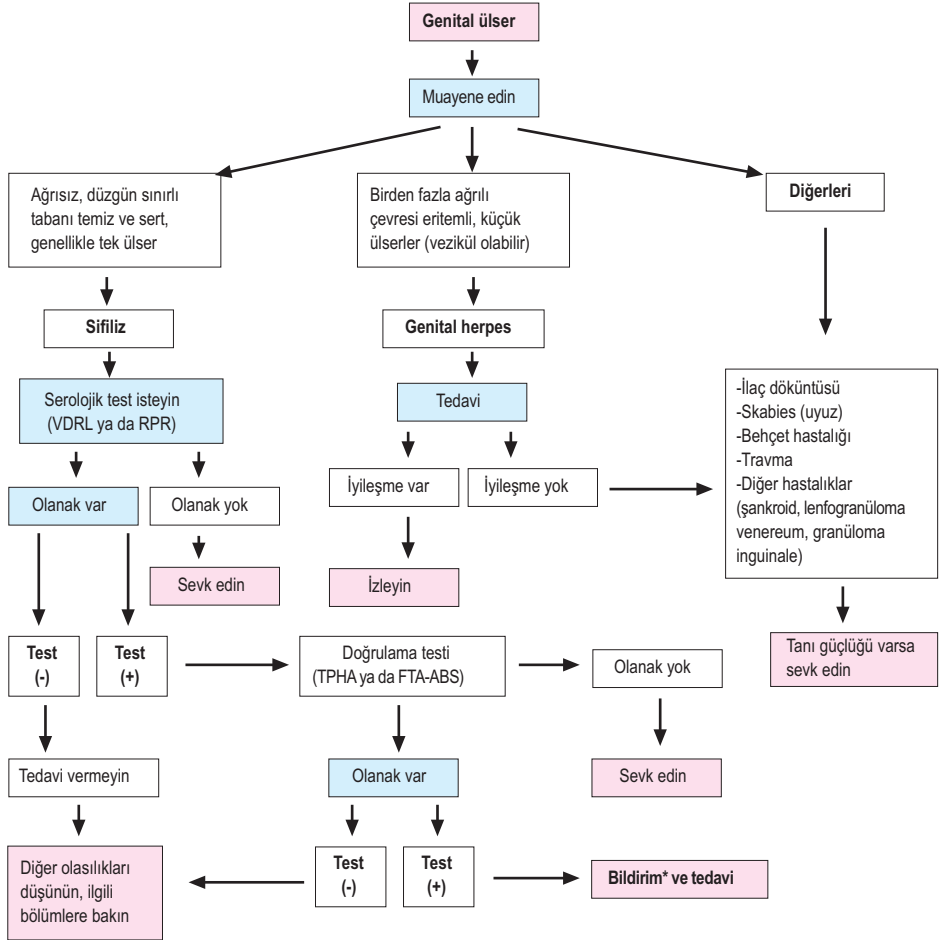 Genital ülser
Muayene edin
Ağrısız, düzgün sınırlı
tabanı temiz ve sert,
genellikle tek ülser
Birden fazla ağrılı
çevresi eritemli, küçük
ülserler (vezikül olabilir)
Diğerleri
Sifiliz
Genital herpes
Serolojik test isteyin
(VDRL ya da RPR)
Tedavi
-İlaç döküntüsü
-Skabies (uyuz)
-Behçet hastalığı
-Travma
-Diğer hastalıklar
(şankroid, lenfogranüloma
venereum, granüloma
inguinale)
Olanak var
Olanak yok
İyileşme var
İyileşme yok
Sevk edin
İzleyin
Test
(-)
Test
(+)
Doğrulama testi
(TPHA ya da FTA-ABS)
Olanak yok
Tanı güçlüğü varsa
sevk edin
Tedavi vermeyin
Olanak var
Sevk edin
Diğer olasılıkları
düşünün, ilgili
bölümlere bakın
Test
(-)
Test
(+)
Bildirim* ve tedavi